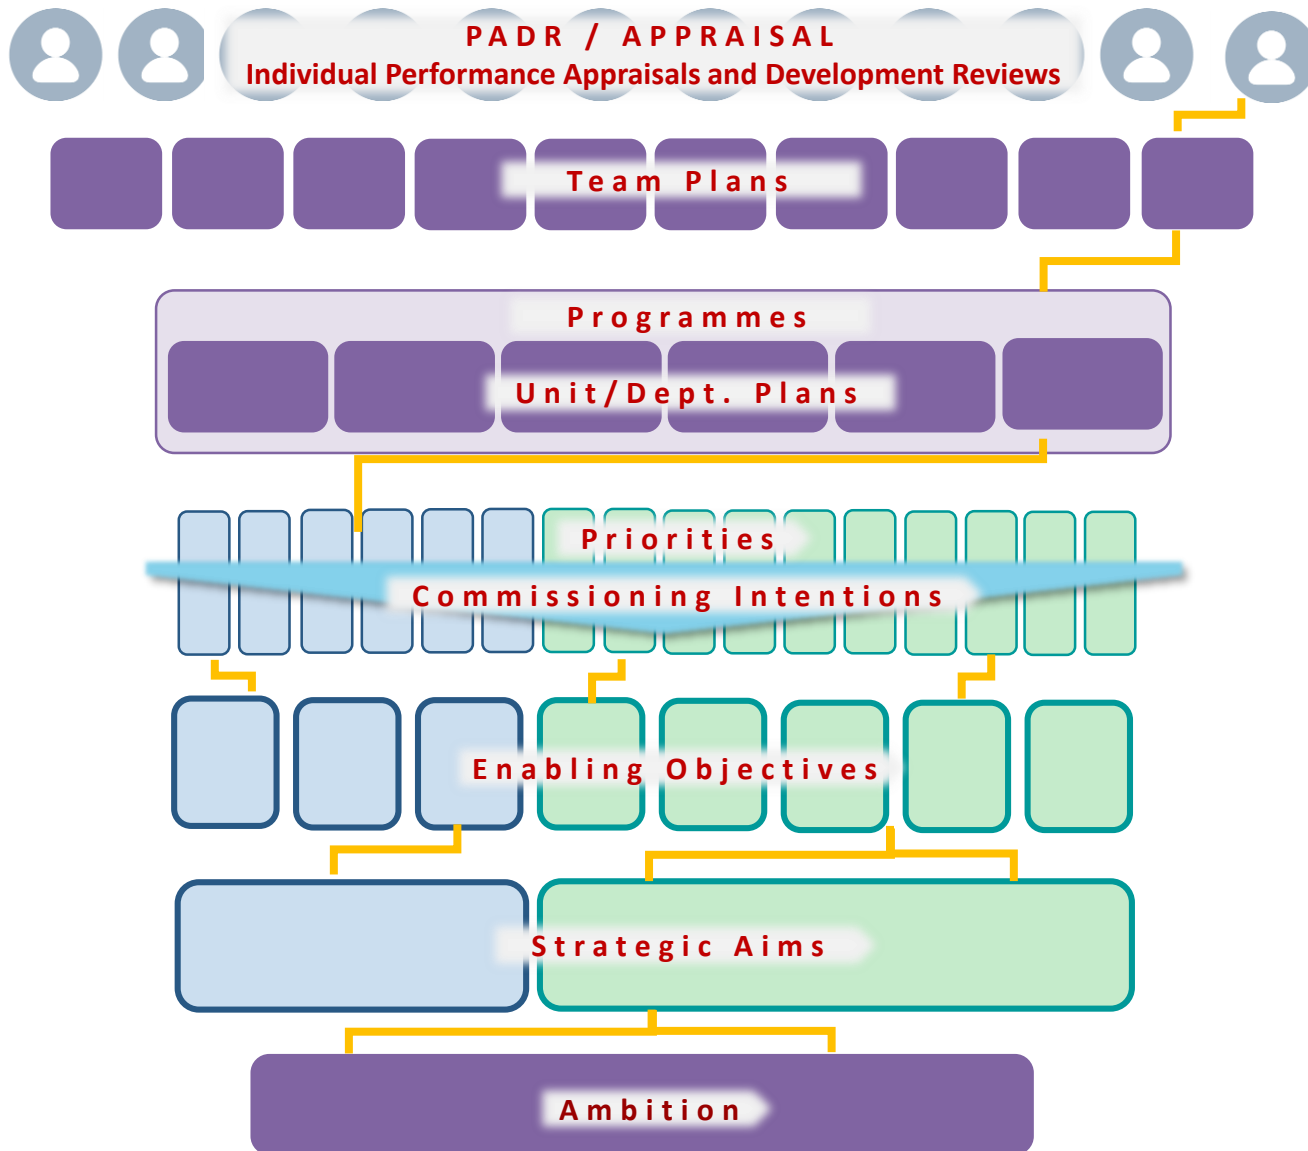 PADR / APPRAISAL
Individual Performance Appraisals and Development Reviews
Team Plans
Programmes
Unit/Dept. Plans
Priorities
Commissioning Intentions
Enabling Objectives
Strategic Aims
Ambition